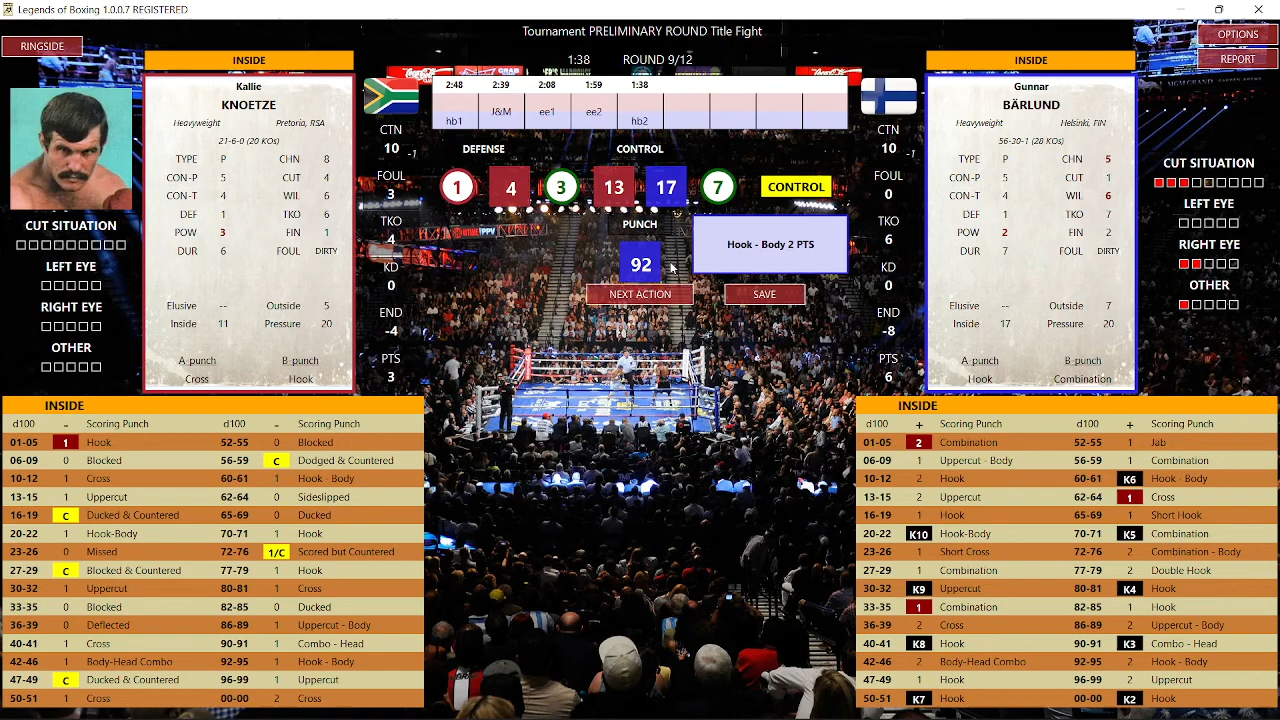 Legends of Boxing 1.0.0.7 REGISTERED
Tournament PRELIMINARY ROUND Title Fight
RINGSIDE
OPTIONS
REPORT
1:38 ROUND 9/12
INSIDE
Kallie
KNOETZE
Heavyweight Pretoria, RSA
21-6-0 (20 KOs)
TYPE P CHN 8
CON-P 5 CUT 4
CON-T 4 WIL 6
DEF 5 TKO 6
POW 3 FIN 1
DUR 5 FOUL DIRTY
Elusive -- Outside 5
Inside 11 Pressure 20
A-punch B-punch
Cross Hook
CUT SITUATION
LEFT EYE
RIGHT EYE
OTHER
CTN
10 -1
FOUL
3
TKO
4
KD
0
END
-4
PTS
3
2:48 2:39 2:08 1:59 1:38
hb1 J&M ee1 ee2 hb2
DEFENSE CONTROL
1 4 3 13 17 7 CONTROL
PUNCH
92
Hook - Body 2 PTS
NEXT ACTION SAVE
CTN
10 -1
FOUL
0
TKO
6
KD
0
END
-8
PTS
6
INSIDE
Gunnar
BÄRLUND
Heavyweight Helsinki, FIN
56-30-1 (28 KOs)
TYPE P CHN 5
CON-P 5 CUT 1
CON-T 4 WIL 6
DEF 5 TKO 7
POW 2 FIN 2
DUR 5 FOUL DIRTY
Elusive -- Outside 7
Inside 17 Pressure 20
A-punch B-punch
Hook Combination
CUT SITUATION
LEFT EYE
RIGHT EYE
OTHER
INSIDE
d100 - Scoring Punch d100 - Scoring Punch
01-05 1 Hook 52-55 0 Blocked
06-09 0 Blocked 56-59 C Dodged & Countered
10-12 1 Cross 60-61 1 Hook - Body
13-15 1 Uppercut 62-64 0 Sideslipped
16-19 C Ducked & Countered 65-69 0 Ducked
20-22 1 Hook-Body 70-71 1 Hook
23-26 0 Missed 72-76 1/C Scored but Countered
27-29 C Blocked & Countered 77-79 1 Hook
30-32 1 Uppercut 80-81 1 Cross
33-35 0 Blocked 82-85 0 Ducked
36-39 0 Deflected 86-89 1 Uppercut - Body
40-41 1 Cross 90-91 1 Combo - Head
42-46 1 Body-Head Combo 92-95 1 Hook - Body
47-49 C Ducked & Countered 96-99 1 Uppercut
50-51 1 Cross 00-00 2 Cross
INSIDE
d100 + Scoring Punch d100 + Scoring Punch
01-05 2 Combination 52-55 1 Jab
06-09 1 Uppercut - Body 56-59 1 Combination
10-12 2 Hook 60-61 K6 Hook - Body
13-15 2 Uppercut 62-64 1 Cross
16-19 1 Hook 65-69 1 Short Hook
20-22 K10 Hook-Body 70-71 K5 Combination
23-26 1 Short Cross 72-76 2 Combination - Body
27-29 1 Combination 77-79 2 Double Hook
30-32 K9 Uppercut 80-81 K4 Hook
33-35 1 Combination 82-85 1 Hook
36-39 2 Cross 86-89 2 Uppercut - Body
40-41 K8 Hook 90-91 K3 Combo - Head
42-46 2 Body-Head Combo 92-95 2 Hook - Body
47-49 1 Hook 96-99 2 Uppercut
50-51 K7 Hook 00-00 K2 Hook